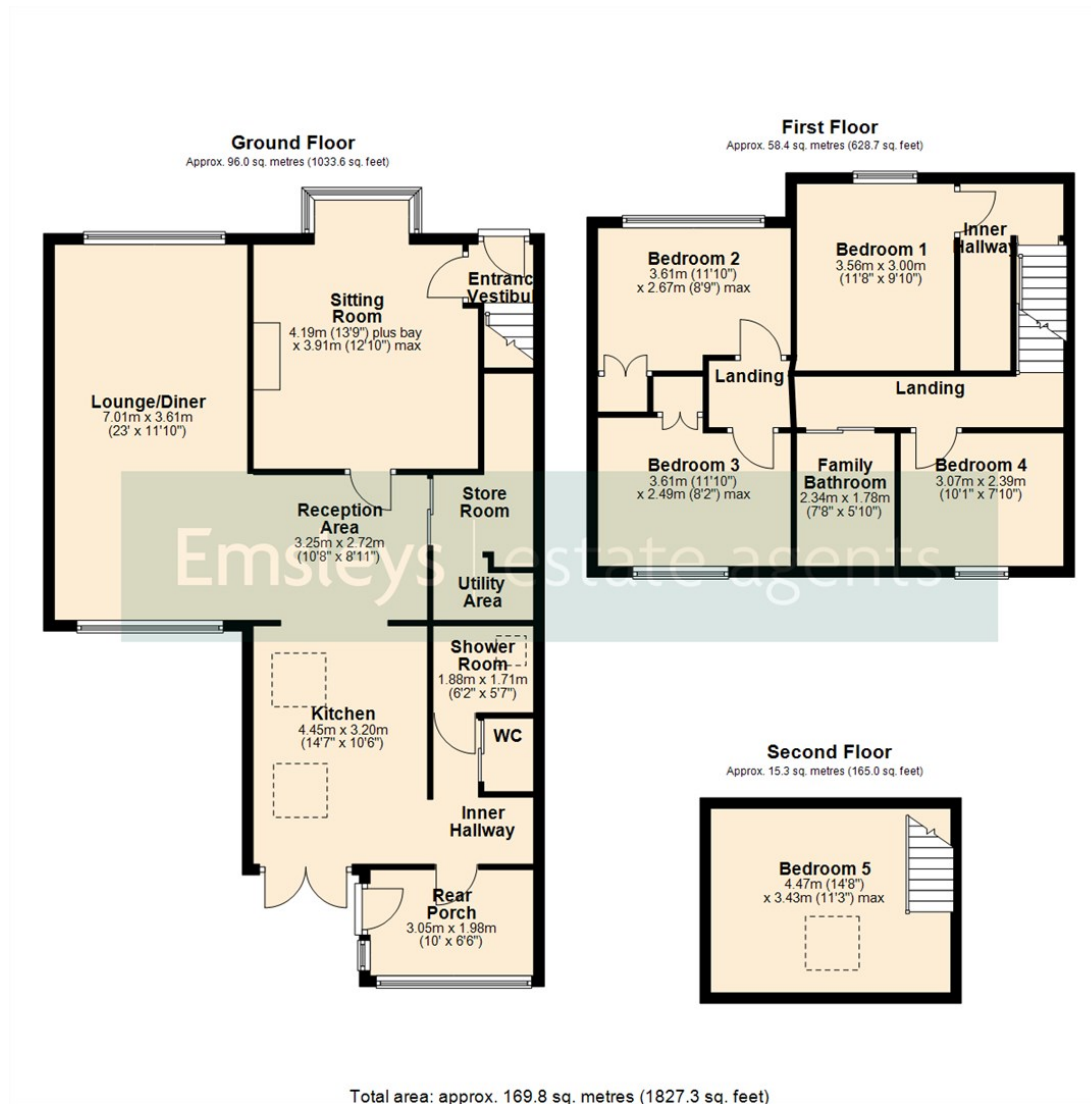 Ground Floor
Approx. 96.0 sq. metres (1033.6 sq. feet)
Sitting
Room
4.19m (13'9") plus bay
x 3.91m (12'10") max
Entrance
Vestibul
Lounge/Diner
7.01m x 3.61m
(23' x 11'10")
Reception
Area
3.25m x 2.72m
(10'8" x 8'11")
Store
Room
Utility
Area
Shower
Room
1.88m x 1.71m
(6'2" x 5'7")
Kitchen
4.45m x 3.20m
(14'7" x 10'6")
WC
Inner
Hallway
Rear
Porch
3.05m x 1.98m
(10' x 6'6")
First Floor
Approx. 58.4 sq. metres (628.7 sq. feet)
Bedroom 2
3.61m (11'10")
x 2.67m (8'9") max
Bedroom 1
3.56m x 3.00m
(11'8" x 9'10")
Inner
Hallway
Landing
Landing
Bedroom 3
3.61m (11'10")
x 2.49m (8'2") max
Family
Bathroom
2.34m x 1.78m
(7'8" x 5'10")
Bedroom 4
3.07m x 2.39m
(10'1" x 7'10")
Emsleys | estate agents
Second Floor
Approx. 15.3 sq. metres (165.0 sq. feet)
Bedroom 5
4.47m (14'8")
x 3.43m (11'3") max
Total area: approx. 169.8 sq. metres (1827.3 sq. feet)